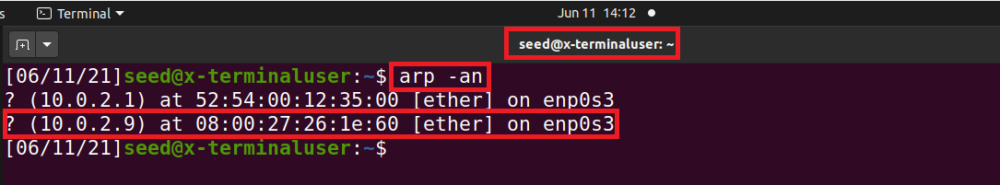 s Terminal Jun 11 14:12
seed@x-terminaluser: ~
[06/11/21]seed@x-terminaluser:~$ arp -an
? (10.0.2.1) at 52:54:00:12:35:00 [ether] on enp0s3
? (10.0.2.9) at 08:00:27:26:1e:60 [ether] on enp0s3
[06/11/21]seed@x-terminaluser:~$